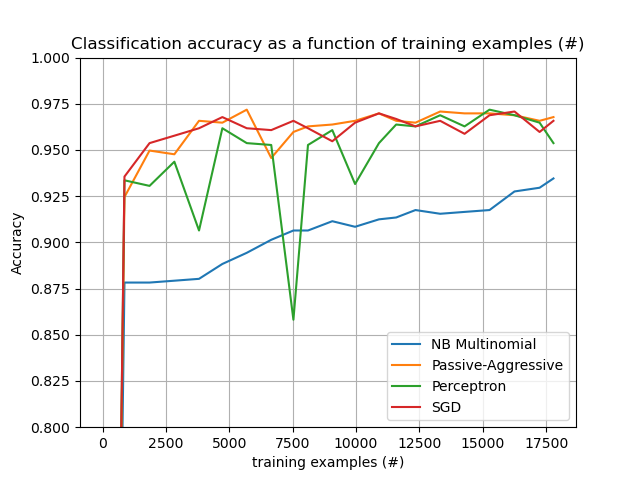 Classification accuracy as a function of training examples (#)
1.000
0.975
0.950
0.925
0.900
0.875
0.850
0.825
0.800
Accuracy
NB Multinomial
Passive-Aggressive
Perceptron
SGD
0 2500 5000 7500 10000 12500 15000 17500
training examples (#)